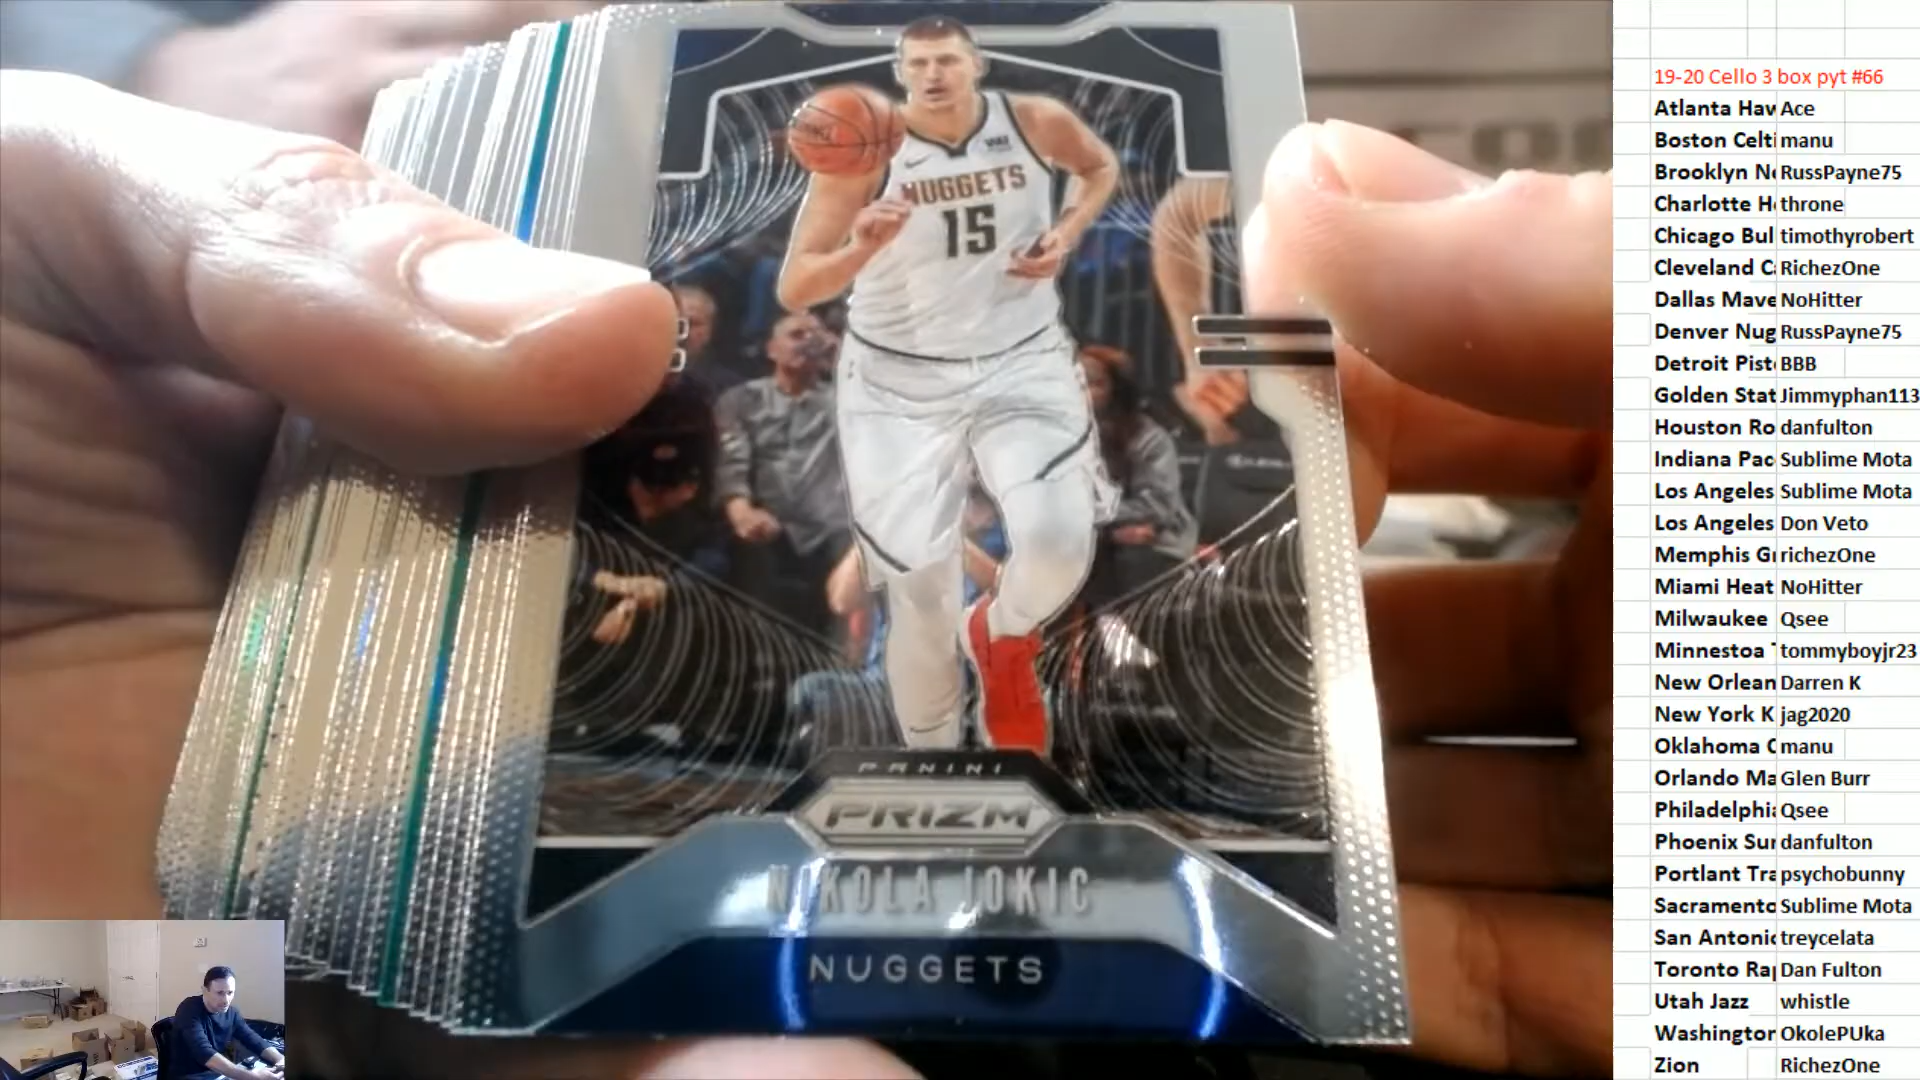 NUGGETS
15
PANINI
PRIZM
NIKOLA JOKIC
NUGGETS
19-20 Cello 3 box pyt #66
Atlanta Haw Ace
Boston Celti manu
Brooklyn Ne RussPayne75
Charlotte Ho throne
Chicago Bul timothyrobert
Cleveland Ca RichezOne
Dallas Mave NoHitter
Denver Nug RussPayne75
Detroit Pist BBB
Golden Stat Jimmyphan113
Houston Ro danfulton
Indiana Pac Sublime Mota
Los Angeles Sublime Mota
Los Angeles Don Veto
Memphis Gr richezOne
Miami Heat NoHitter
Milwaukee Qsee
Minnestoa T tommyboyjr23
New Orlean Darren K
New York K jag2020
Oklahoma C manu
Orlando Ma Glen Burr
Philadelphia Qsee
Phoenix Sun danfulton
Portlant Tra psychobunny
Sacramento Sublime Mota
San Antonio treycelata
Toronto Rap Dan Fulton
Utah Jazz whistle
Washington OkolePUka
Zion RichezOne